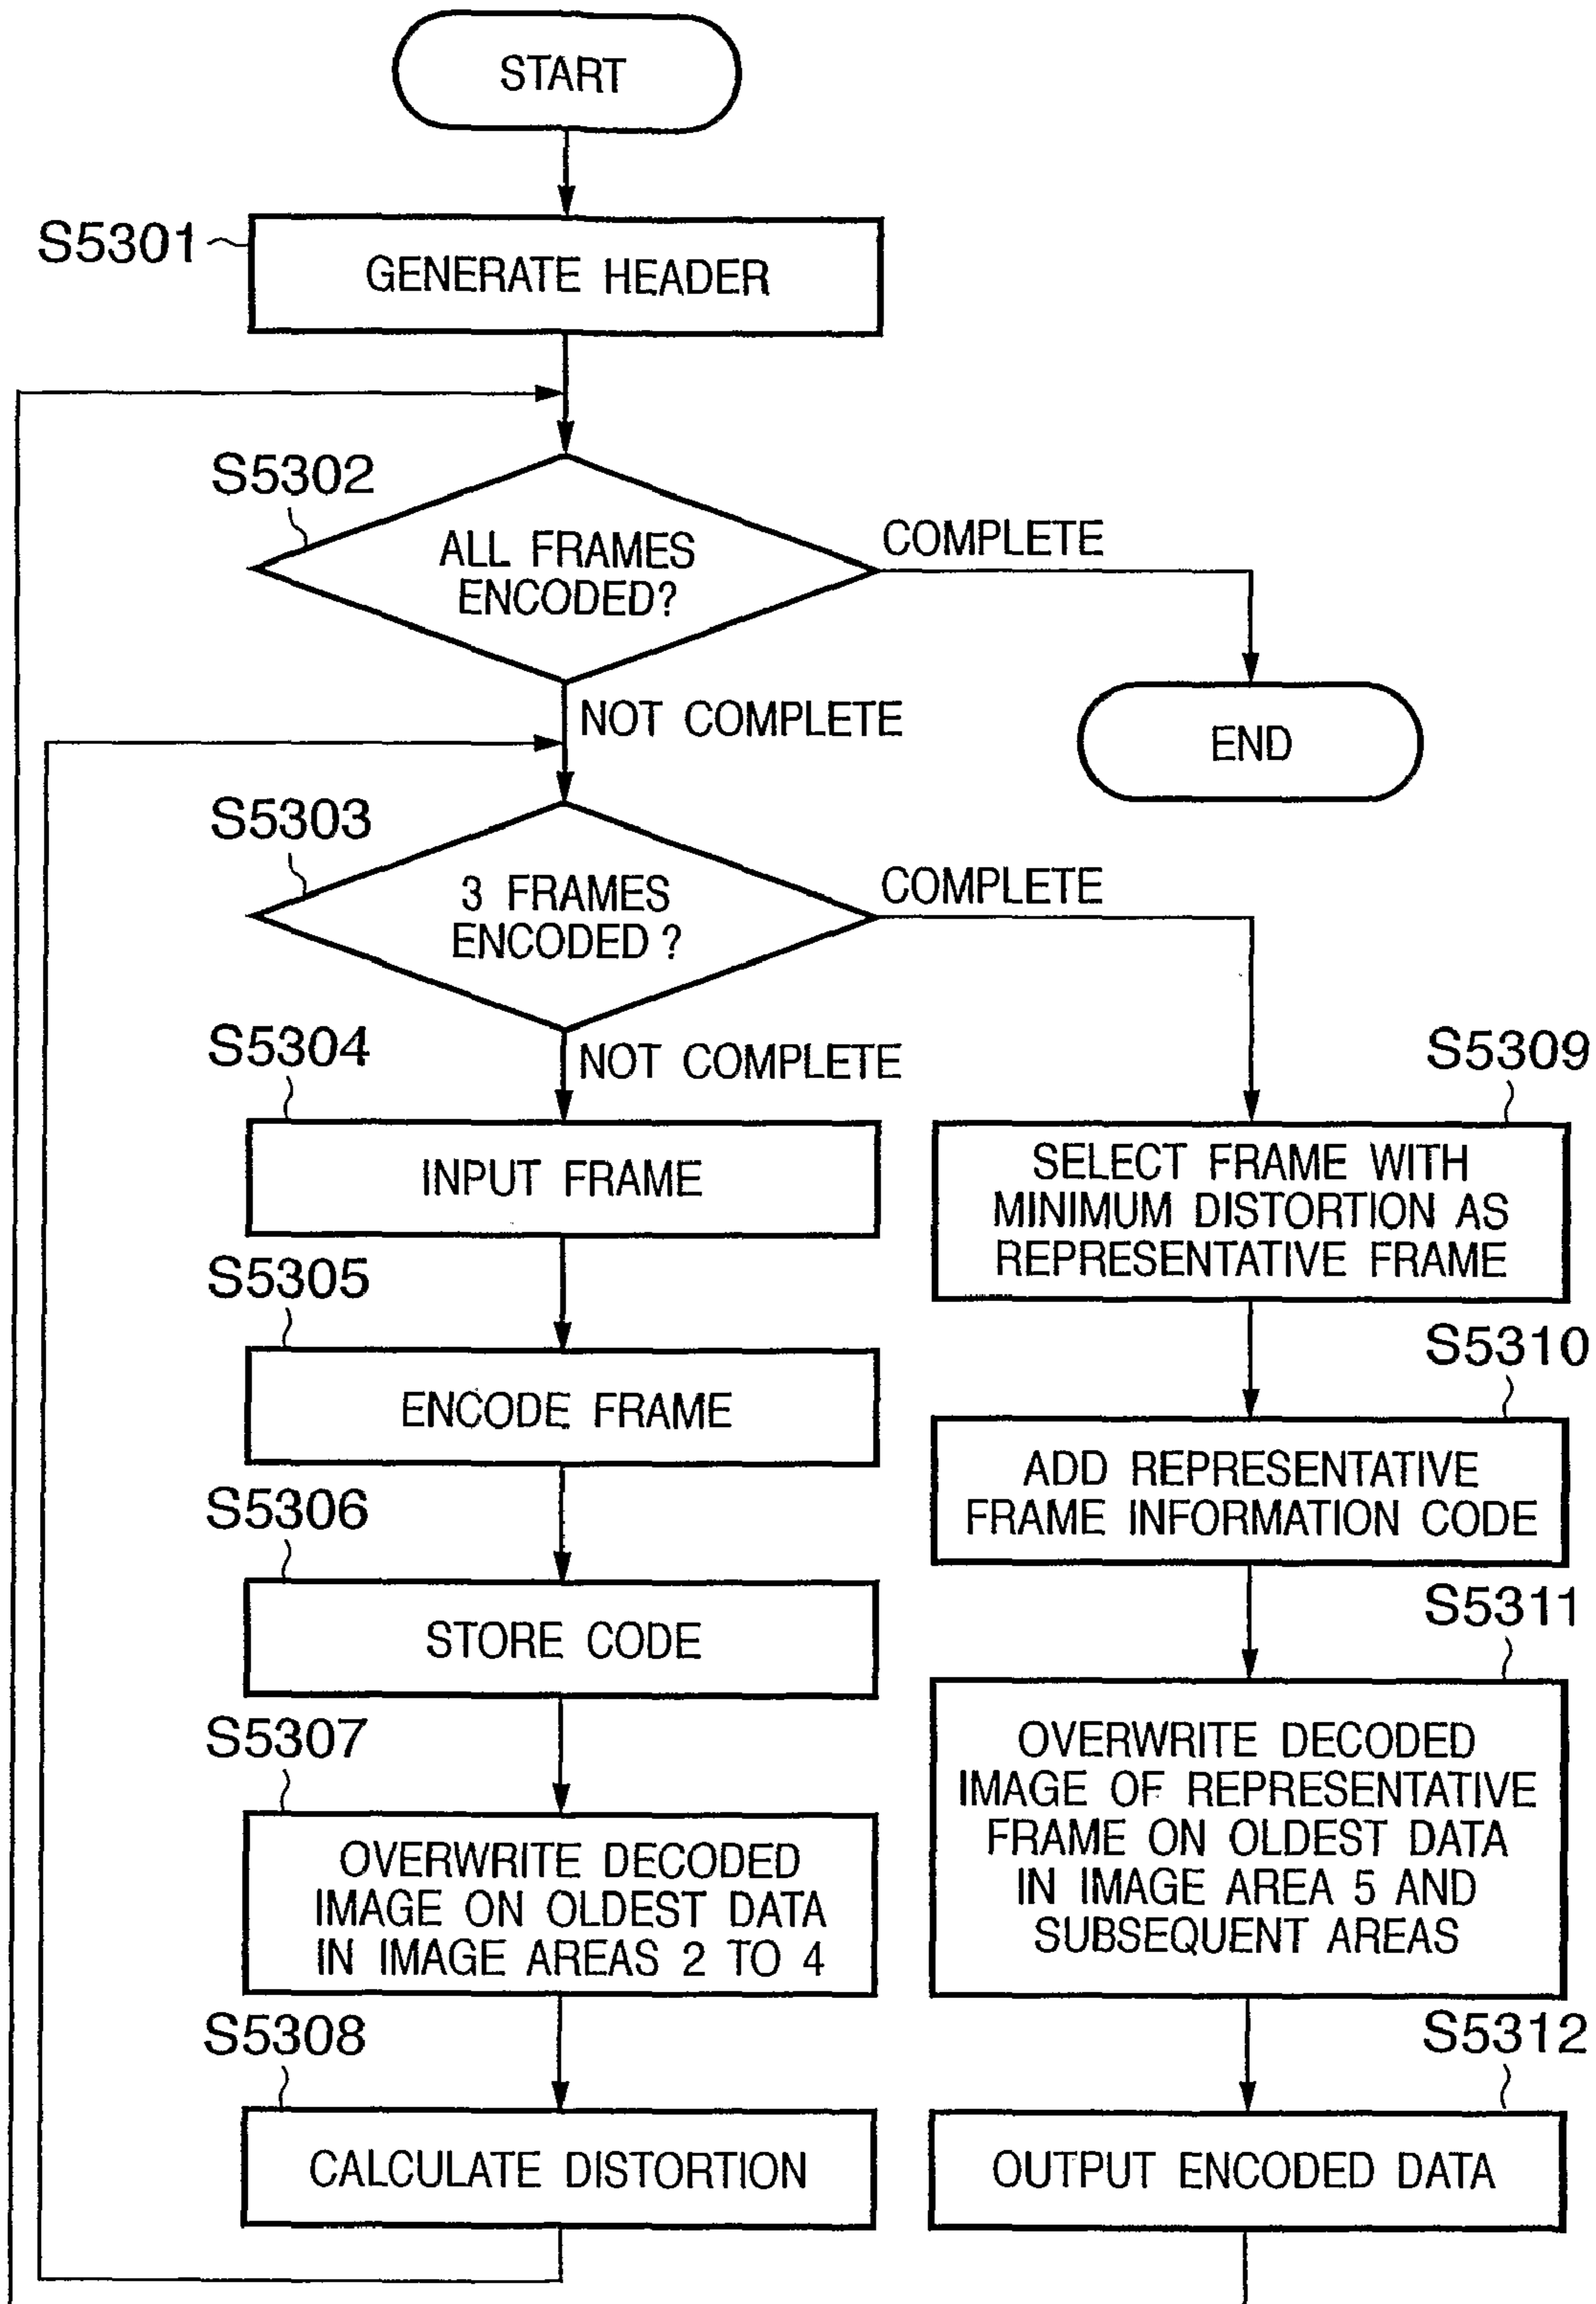 START
S5301
GENERATE HEADER
S5302
ALL FRAMES
ENCODED?
COMPLETE
NOT COMPLETE
END
S5303
3 FRAMES
ENCODED ?
COMPLETE
NOT COMPLETE
S5304
INPUT FRAME
S5305
ENCODE FRAME
S5306
STORE CODE
S5307
OVERWRITE DECODED
IMAGE ON OLDEST DATA
IN IMAGE AREAS 2 TO 4
S5308
CALCULATE DISTORTION
S5309
SELECT FRAME WITH
MINIMUM DISTORTION AS
REPRESENTATIVE FRAME
S5310
ADD REPRESENTATIVE
FRAME INFORMATION CODE
S5311
OVERWRITE DECODED
IMAGE OF REPRESENTATIVE
FRAME ON OLDEST DATA
IN IMAGE AREA 5 AND
SUBSEQUENT AREAS
S5312
OUTPUT ENCODED DATA